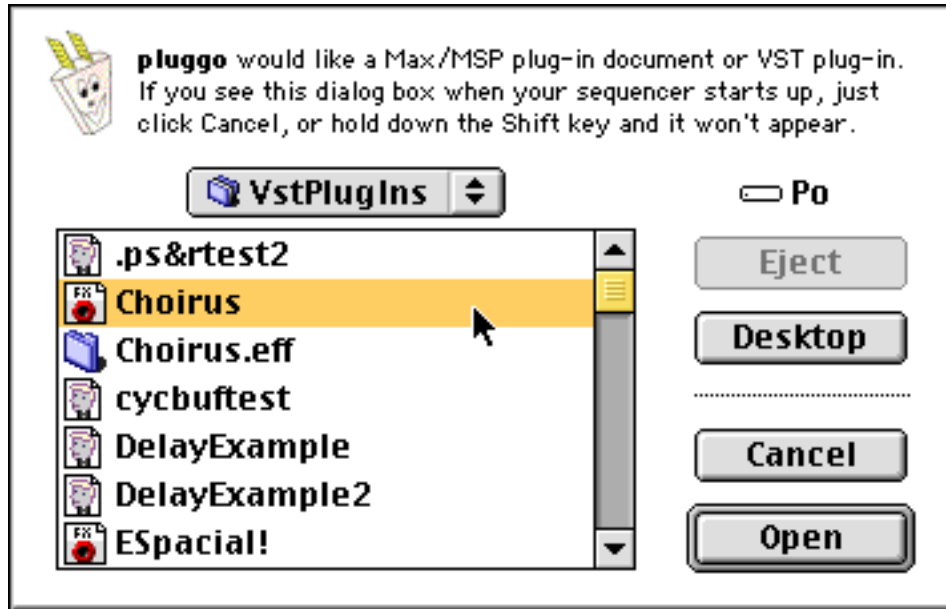 pluggo would like a Max/MSP plug-in document or VST plug-in.
If you see this dialog box when your sequencer starts up, just
click Cancel, or hold down the Shift key and it won't appear.
VstPlugIns
Po
.ps&rtest2
Choirus
Choirus.eff
cycbuftest
DelayExample
DelayExample2
ESpacial!
Eject
Desktop
Cancel
Open